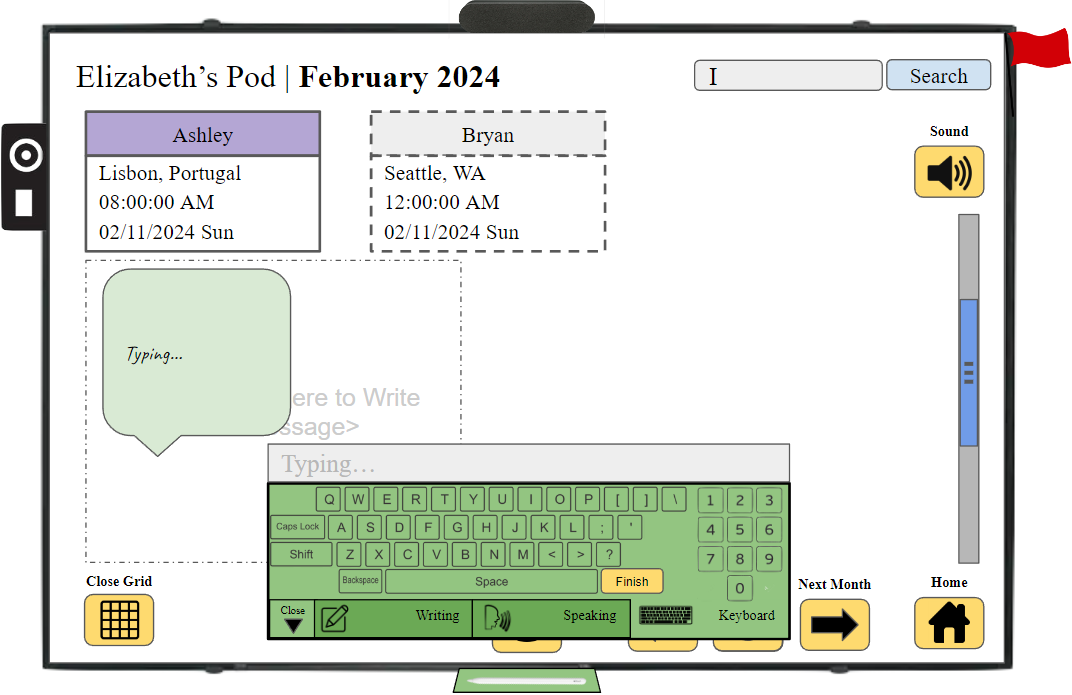 Elizabeth's Pod | February 2024
I
Search
Ashley
Lisbon, Portugal
08:00:00 AM
02/11/2024 Sun
Bryan
Seattle, WA
12:00:00 AM
02/11/2024 Sun
Sound
Typing...
ere to Write
ssage>
Typing...
Q W E R T Y U I O P [ ] \
Caps Lock A S D F G H J K L ; '
Shift Z X C V B N M < > ?
Backspace Space Finish
1 2 3
4 5 6
7 8 9
0
Close
Writing
Speaking
Keyboard
Close Grid
Next Month
Home